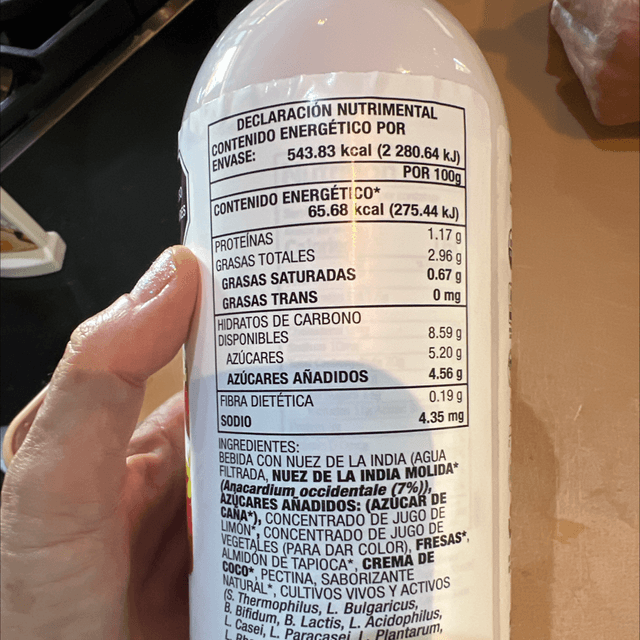 DECLARACIÓN NUTRIMENTAL
CONTENIDO ENERGÉTICO POR
ENVASE: 543.83 kcal (2 280.64 kJ)
POR 100g
CONTENIDO ENERGÉTICO*
65.68 kcal (275.44 kJ)
PROTEÍNAS 1.17 g
GRASAS TOTALES 2.96 g
GRASAS SATURADAS 0.67 g
GRASAS TRANS 0 mg
HIDRATOS DE CARBONO
DISPONIBLES 8.59 g
AZÚCARES 5.20 g
AZÚCARES AÑADIDOS 4.56 g
FIBRA DIETÉTICA 0.19 g
SODIO 4.35 mg
INGREDIENTES:
BEBIDA CON NUEZ DE LA INDIA (AGUA
FILTRADA, NUEZ DE LA INDIA MOLIDA*
(Anacardium occidentale (7%)),
AZÚCARES AÑADIDOS: (AZÚCAR DE
CAÑA*), CONCENTRADO DE JUGO DE
LIMÓN*, CONCENTRADO DE JUGO DE
VEGETALES (PARA DAR COLOR), FRESAS*,
ALMIDÓN DE TAPIOCA*, CREMA DE
COCO*, PECTINA, SABORIZANTE
NATURAL*, CULTIVOS VIVOS Y ACTIVOS
(S. Thermophilus, L. Bulgaricus,
B. Bifidum, B. Lactis, L. Acidophilus,
L. Casei, L. Paracasei, L. Plantarum,